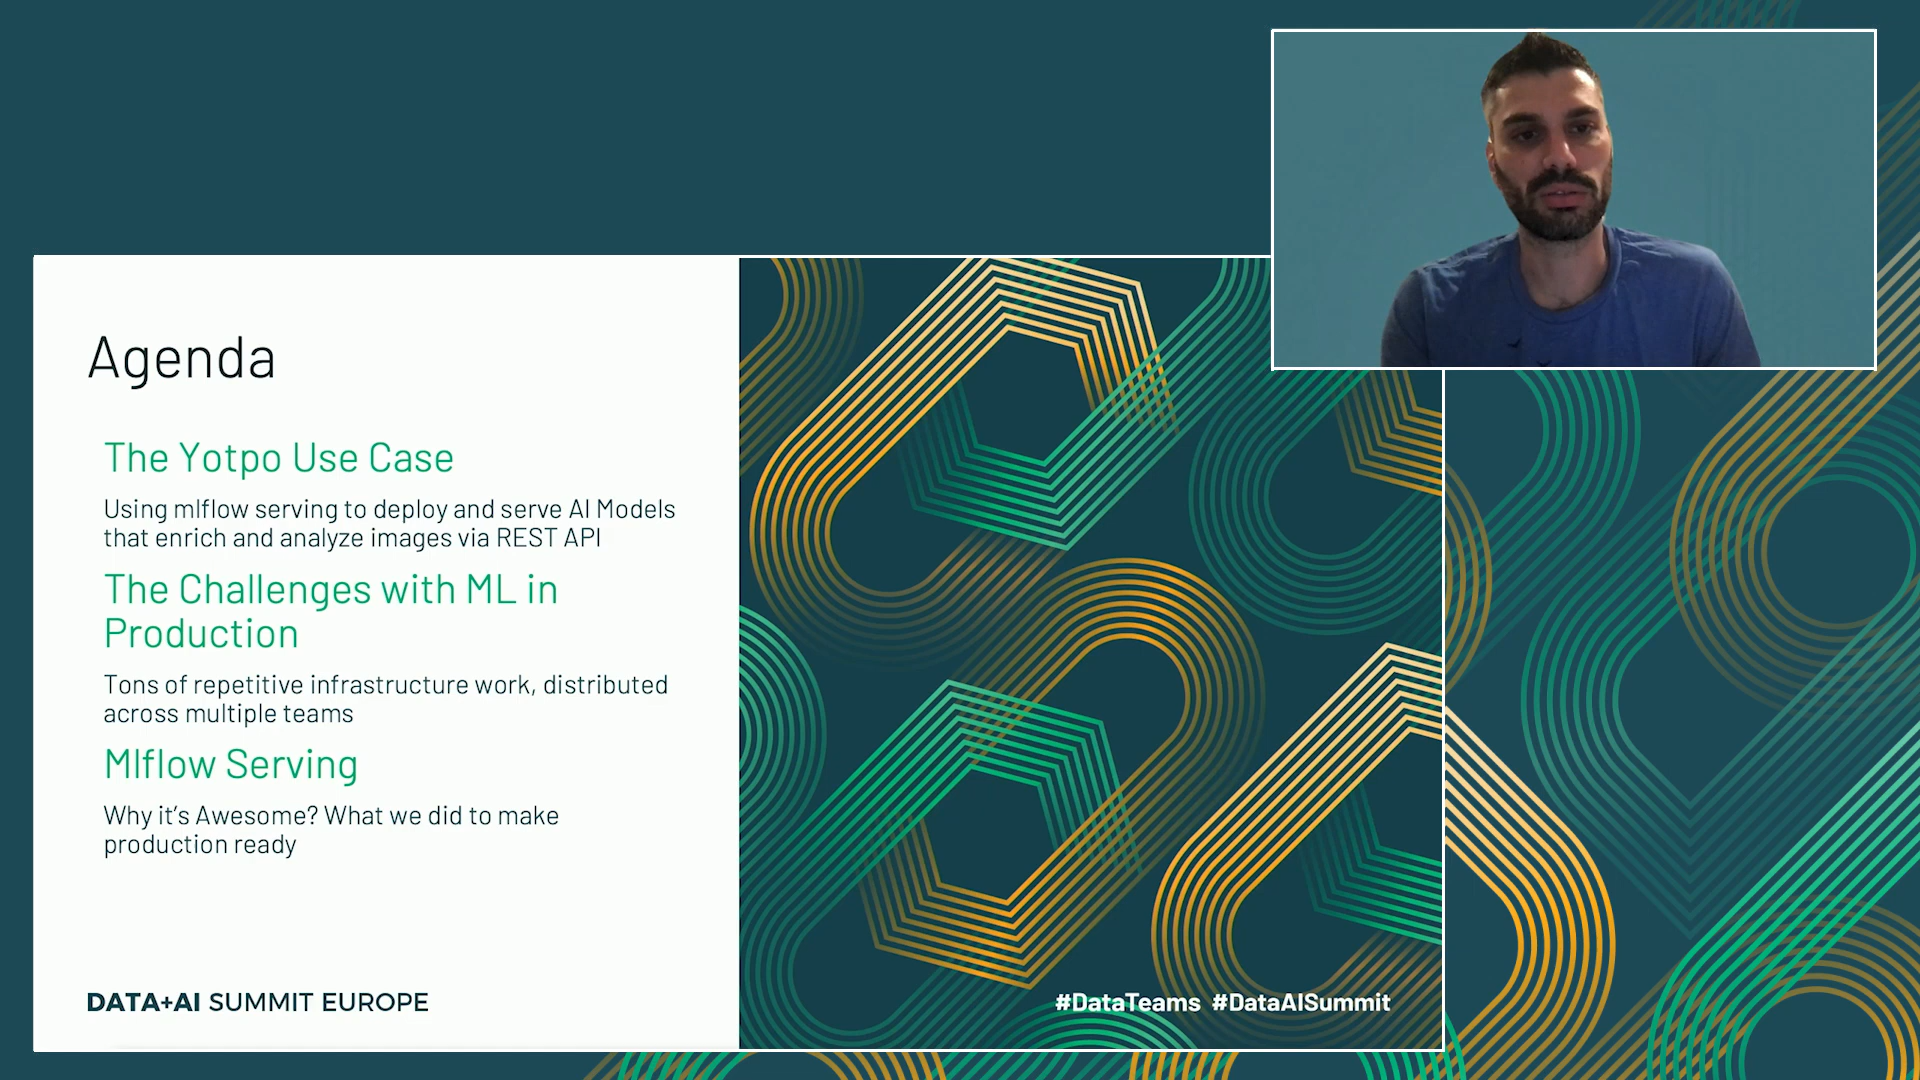 Agenda
The Yotpo Use Case
Using mlflow serving to deploy and serve AI Models
that enrich and analyze images via REST API
The Challenges with ML in
Production
Tons of repetitive infrastructure work, distributed
across multiple teams
Mlflow Serving
Why it's Awesome? What we did to make
production ready
DATA+AI SUMMIT EUROPE
#DataTeams #DataAISummit